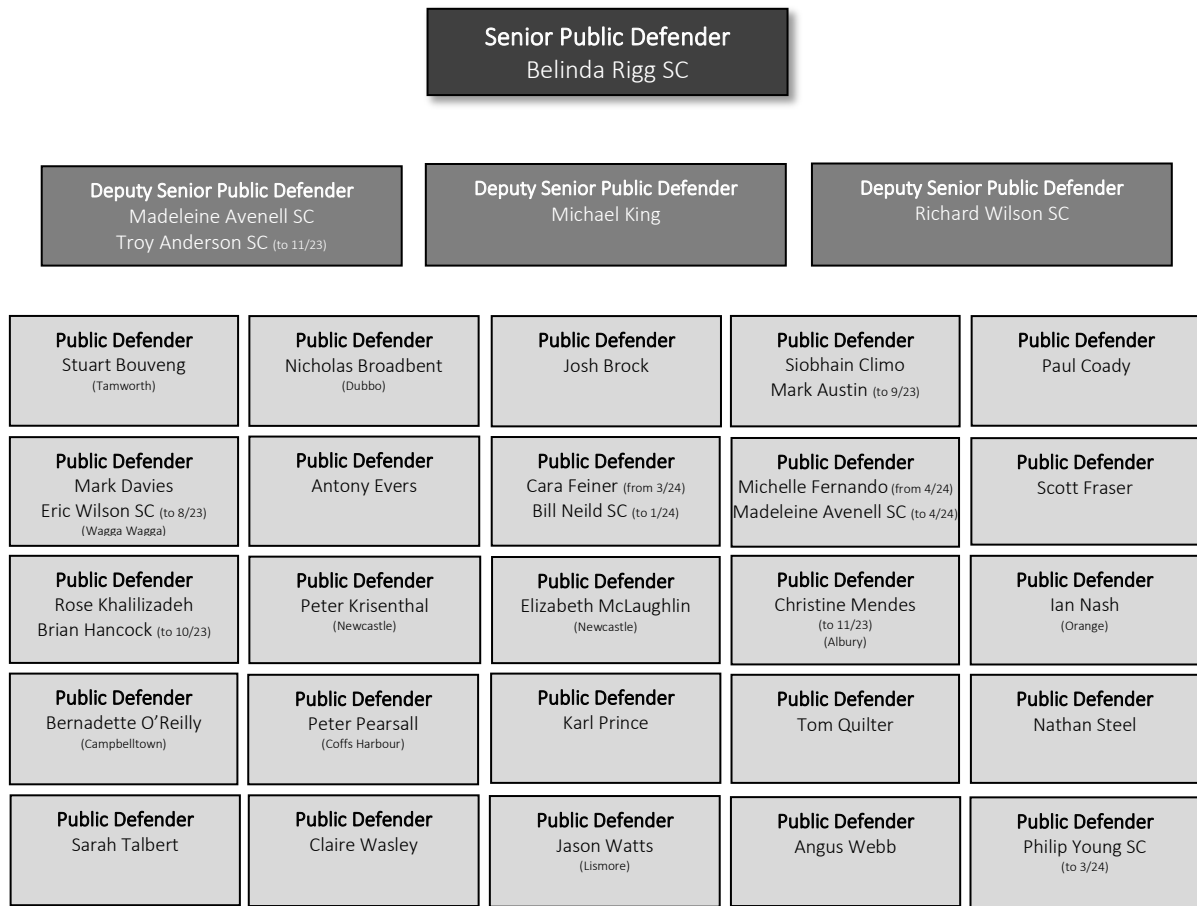 Senior Public Defender
Belinda Rigg SC
Deputy Senior Public Defender
Madeleine Avenell SC
Troy Anderson SC (to 11/23)
Deputy Senior Public Defender
Michael King
Deputy Senior Public Defender
Richard Wilson SC
Public Defender
Stuart Bouveng
(Tamworth)
Public Defender
Nicholas Broadbent
(Dubbo)
Public Defender
Josh Brock
Public Defender
Siobhain Climo
Mark Austin (to 9/23)
Public Defender
Paul Coady
Public Defender
Mark Davies
Eric Wilson SC (to 8/23)
(Wagga Wagga)
Public Defender
Antony Evers
Public Defender
Cara Feiner (from 3/24)
Bill Neild SC (to 1/24)
Public Defender
Michelle Fernando (from 4/24)
Madeleine Avenell SC (to 4/24)
Public Defender
Scott Fraser
Public Defender
Rose Khalilizadeh
Brian Hancock (to 10/23)
Public Defender
Peter Krisenthal
(Newcastle)
Public Defender
Elizabeth McLaughlin
(Newcastle)
Public Defender
Christine Mendes
(to 11/23)
(Albury)
Public Defender
Ian Nash
(Orange)
Public Defender
Bernadette O’Reilly
(Campbelltown)
Public Defender
Peter Pearsall
(Coffs Harbour)
Public Defender
Karl Prince
Public Defender
Tom Quilter
Public Defender
Nathan Steel
Public Defender
Sarah Talbert
Public Defender
Claire Wasley
Public Defender
Jason Watts
(Lismore)
Public Defender
Angus Webb
Public Defender
Philip Young SC
(to 3/24)